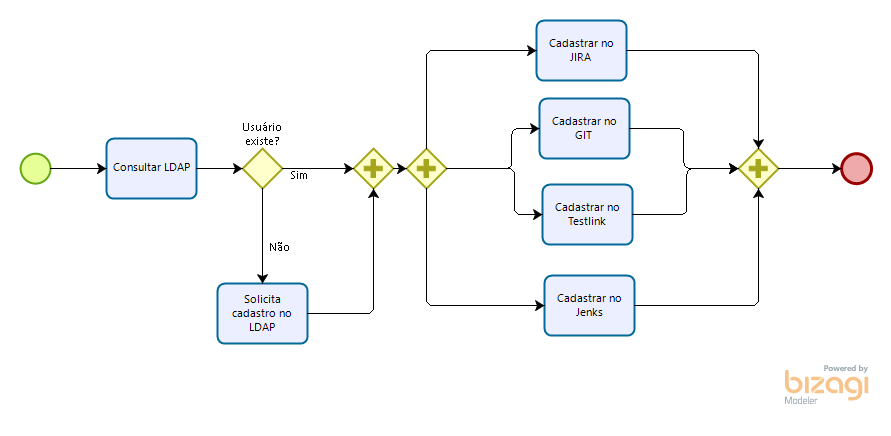 Consultar LDAP
Usuário
existe?
Sim
Não
Solicita
cadastro no
LDAP
Cadastrar no
JIRA
Cadastrar no
GIT
Cadastrar no
Testlink
Cadastrar no
Jenks
Powered by
bizagi
Modeler